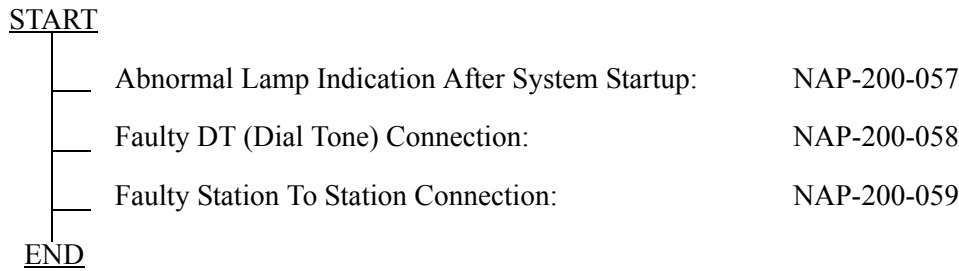 START
Abnormal Lamp Indication After System Startup: NAP-200-057
Faulty DT (Dial Tone) Connection: NAP-200-058
Faulty Station To Station Connection: NAP-200-059
END